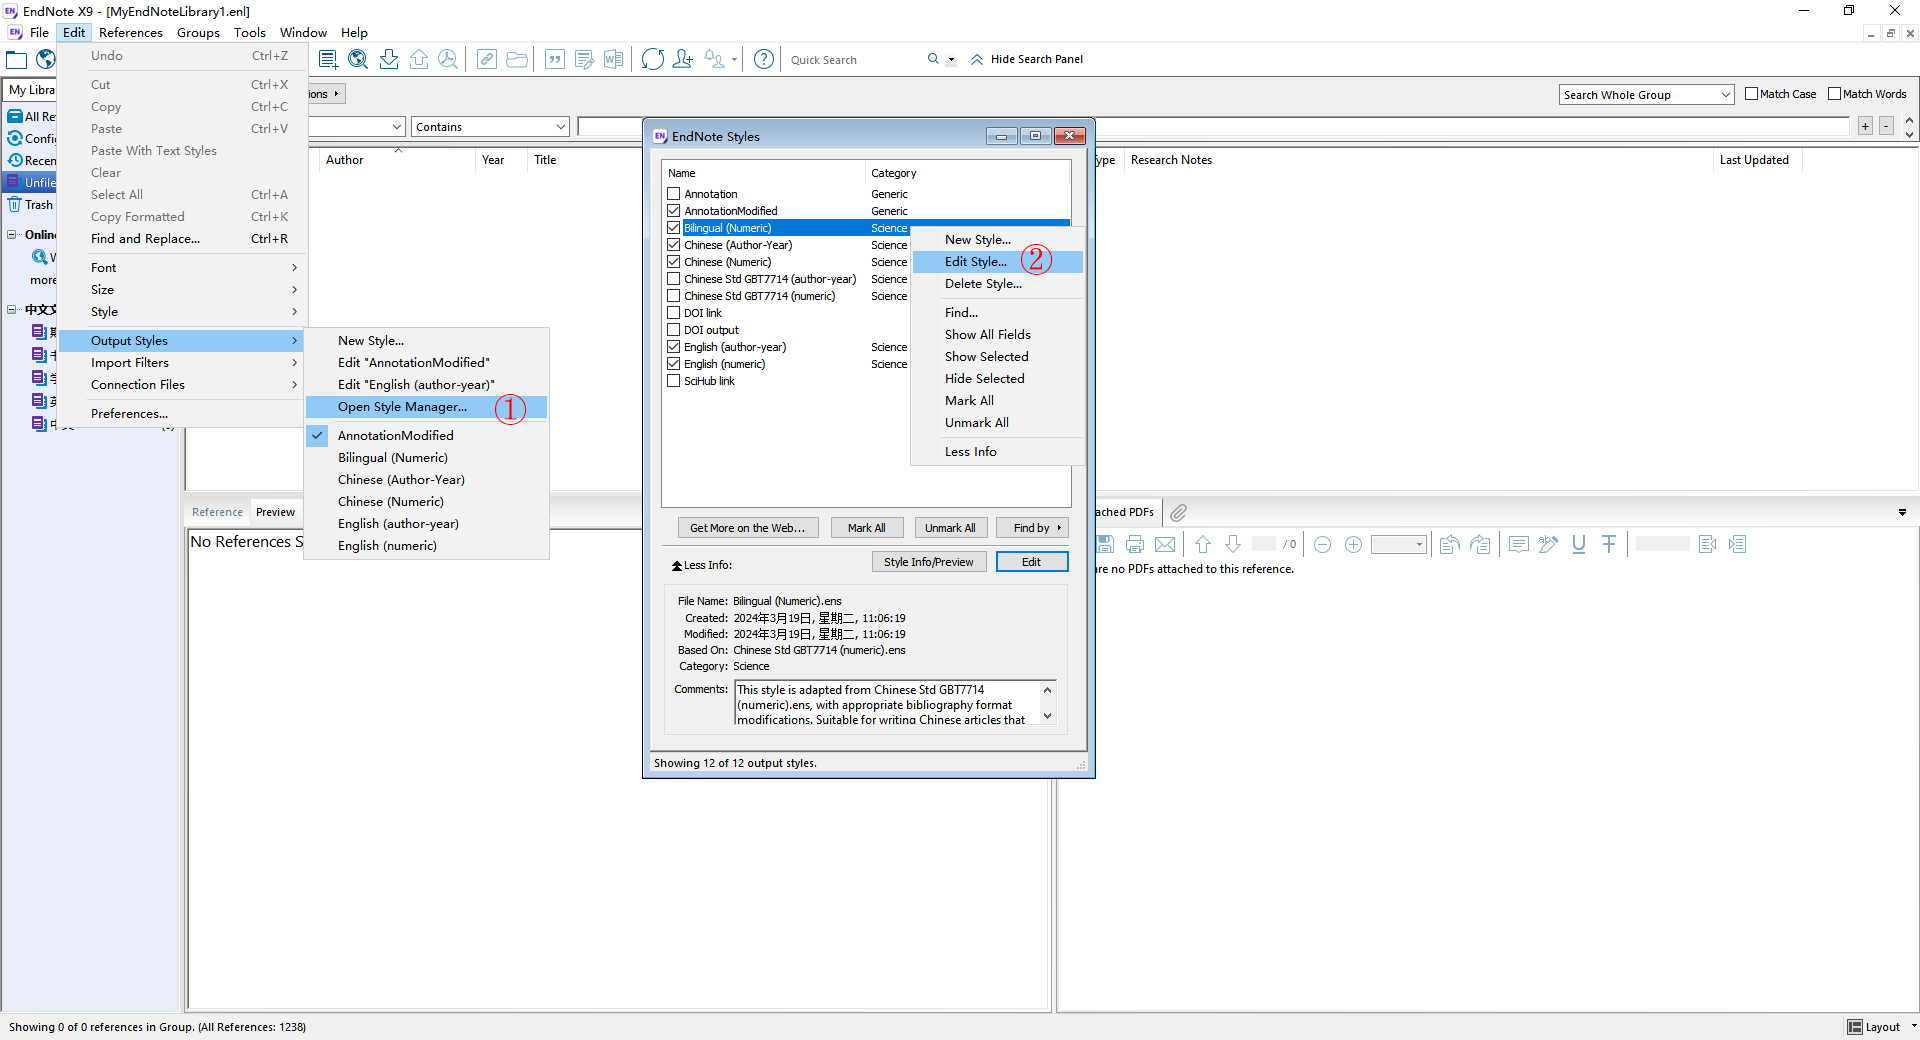 EndNote X9 - [MyEndNoteLibrary1.enl]
File Edit References Groups Tools Window Help
Quick Search
Hide Search Panel
Undo Ctrl+Z
Cut Ctrl+X
Copy Ctrl+C
Paste Ctrl+V
Paste With Text Styles
Clear
Select All Ctrl+A
Copy Formatted Ctrl+K
Find and Replace... Ctrl+R
Font
Size
Style
Output Styles
Import Filters
Connection Files
Preferences...
My Libra
All Re
Config
Recen
Unfile
Trash
Online
more
中文文
New Style...
Edit "AnnotationModified"
Edit "English (author-year)"
Open Style Manager... ①
AnnotationModified
Bilingual (Numeric)
Chinese (Author-Year)
Chinese (Numeric)
English (author-year)
English (numeric)
ions
Search Whole Group Match Case Match Words
Contains
+ -
Author Year Title
ype Research Notes Last Updated
EndNote Styles
Name Category
Annotation Generic
AnnotationModified Generic
Bilingual (Numeric) Science
Chinese (Author-Year) Science
Chinese (Numeric) Science
Chinese Std GBT7714 (author-year) Science
Chinese Std GBT7714 (numeric) Science
DOI link
DOI output
English (author-year) Science
English (numeric) Science
SciHub link
New Style...
Edit Style... ②
Delete Style...
Find...
Show All Fields
Show Selected
Hide Selected
Mark All
Unmark All
Less Info
Get More on the Web... Mark All Unmark All Find by
Less Info: Style Info/Preview Edit
File Name: Bilingual (Numeric).ens
Created: 2024年3月19日, 星期二, 11:06:19
Modified: 2024年3月19日, 星期二, 11:06:19
Based On: Chinese Std GBT7714 (numeric).ens
Category: Science
Comments: This style is adapted from Chinese Std GBT7714
(numeric).ens, with appropriate bibliography format
modifications. Suitable for writing Chinese articles that
Showing 12 of 12 output styles.
Reference Preview
No References S
ached PDFs
/ 0
re no PDFs attached to this reference.
Showing 0 of 0 references in Group. (All References: 1238)
Layout